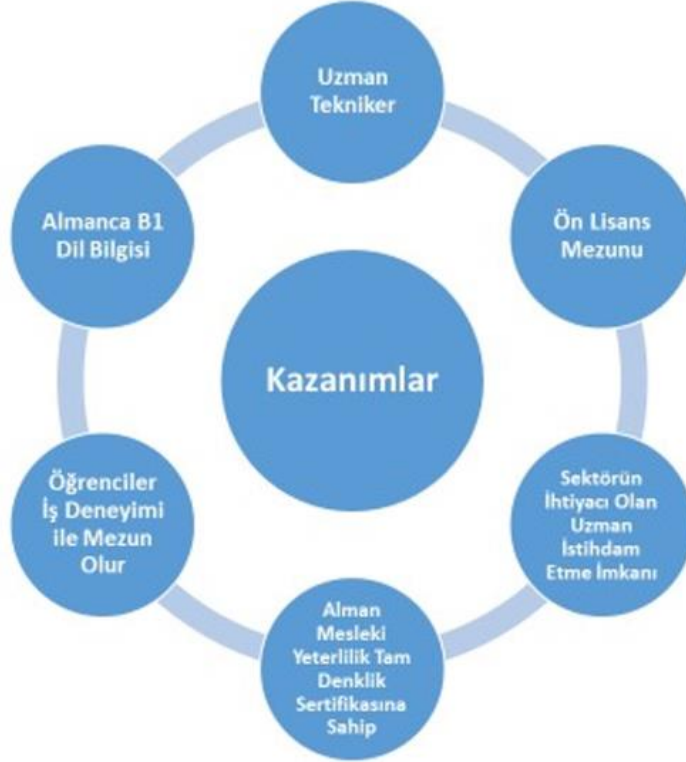 Uzman
Tekniker
Ön Lisans
Mezunu
Sektörün
İhtiyacı Olan
Uzman
İstihdam
Etme İmkanı
Alman
Mesleki
Yeterlilik Tam
Denklik
Sertifikasına
Sahip
Öğrenciler
İş Deneyimi
ile Mezun
Olur
Almanca B1
Dil Bilgisi
Kazanımlar